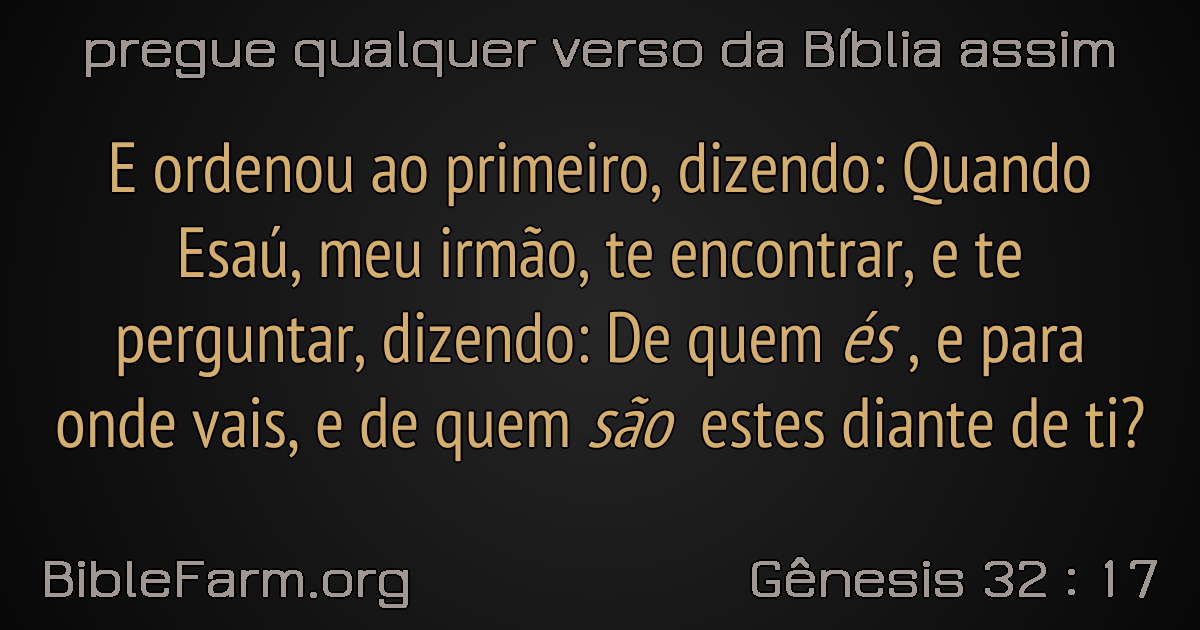 pregue qualquer verso da Bíblia assim
E ordenou ao primeiro, dizendo: Quando
Esaú, meu irmão, te encontrar, e te
perguntar, dizendo: De quem és , e para
onde vais, e de quem são estes diante de ti?
BibleFarm.org
Gênesis 32 : 17